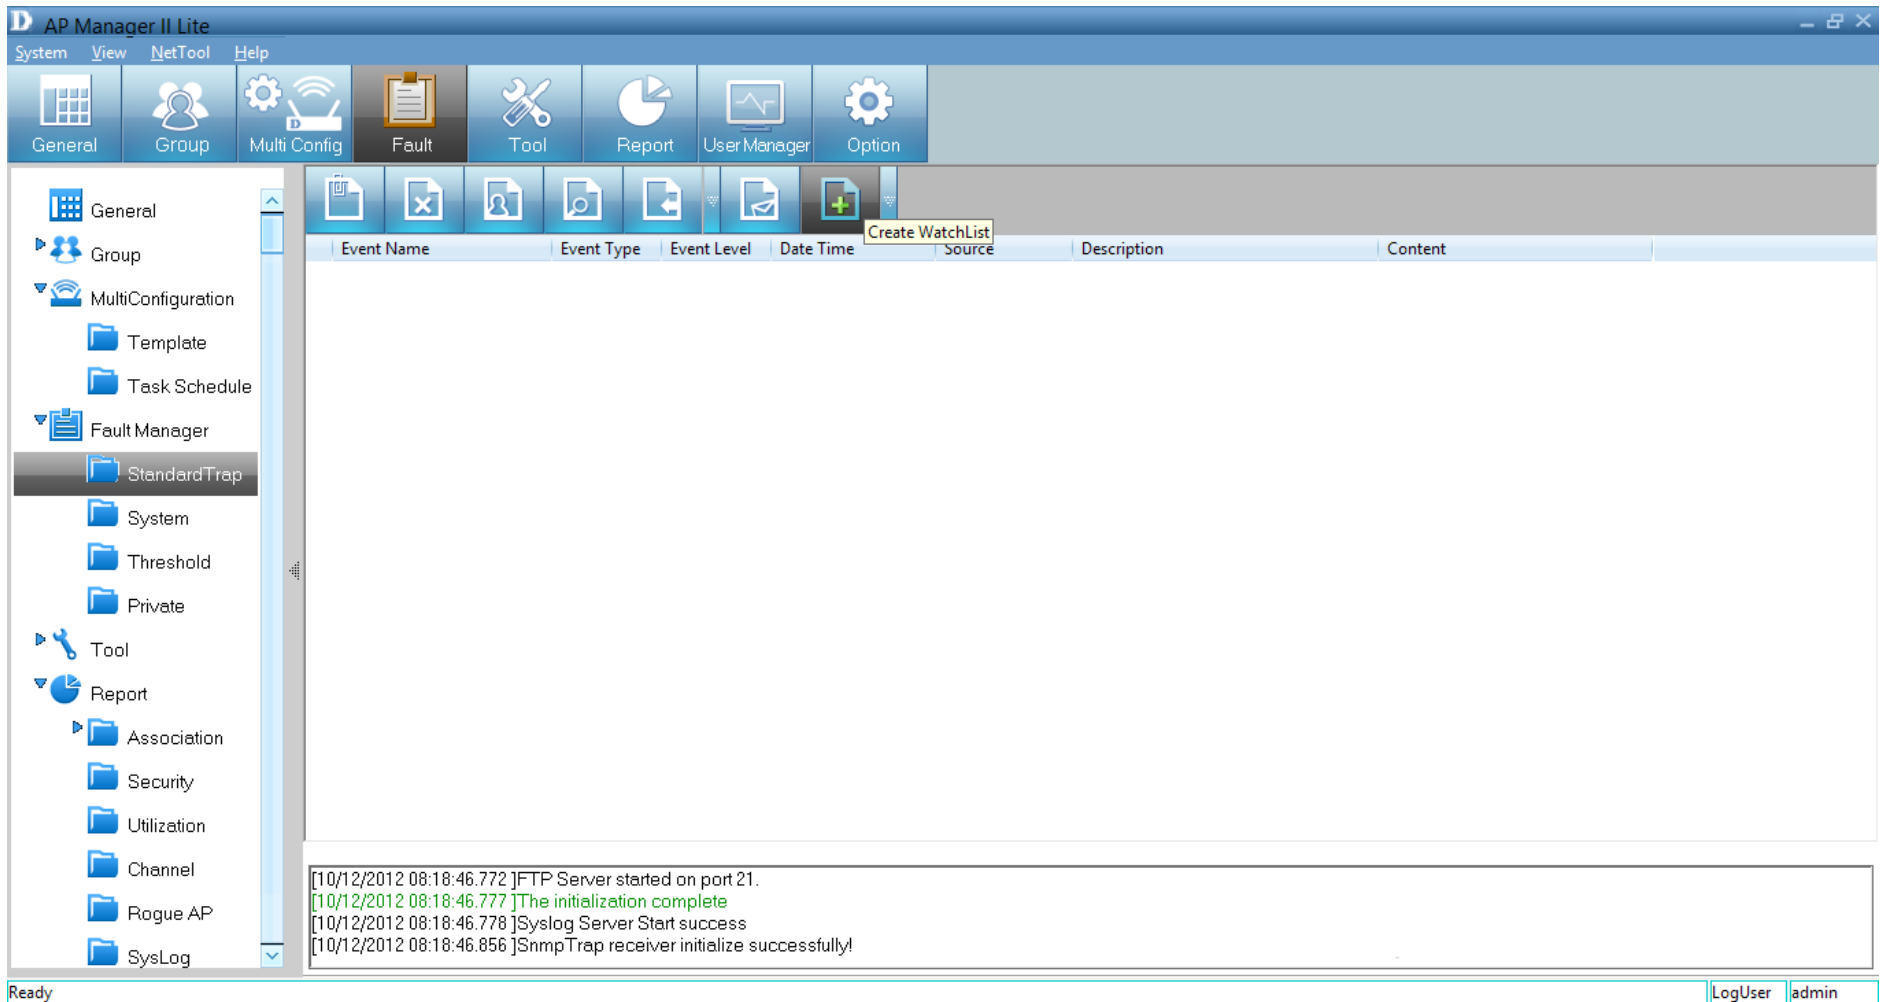 D AP Manager II Lite
System View NetTool Help
General Group Multi Config Fault Tool Report User Manager Option
Create WatchList
Event Name Event Type Event Level Date Time Source Description Content
General
Group
MultiConfiguration
Template
Task Schedule
Fault Manager
StandardTrap
System
Threshold
Private
Tool
Report
Association
Security
Utilization
Channel
Rogue AP
SysLog
[10/12/2012 08:18:46.772 ]FTP Server started on port 21.
[10/12/2012 08:18:46.777 ]The initialization complete
[10/12/2012 08:18:46.778 ]Syslog Server Start success
[10/12/2012 08:18:46.856 ]SnmpTrap receiver initialize successfully!
Ready LogUser admin